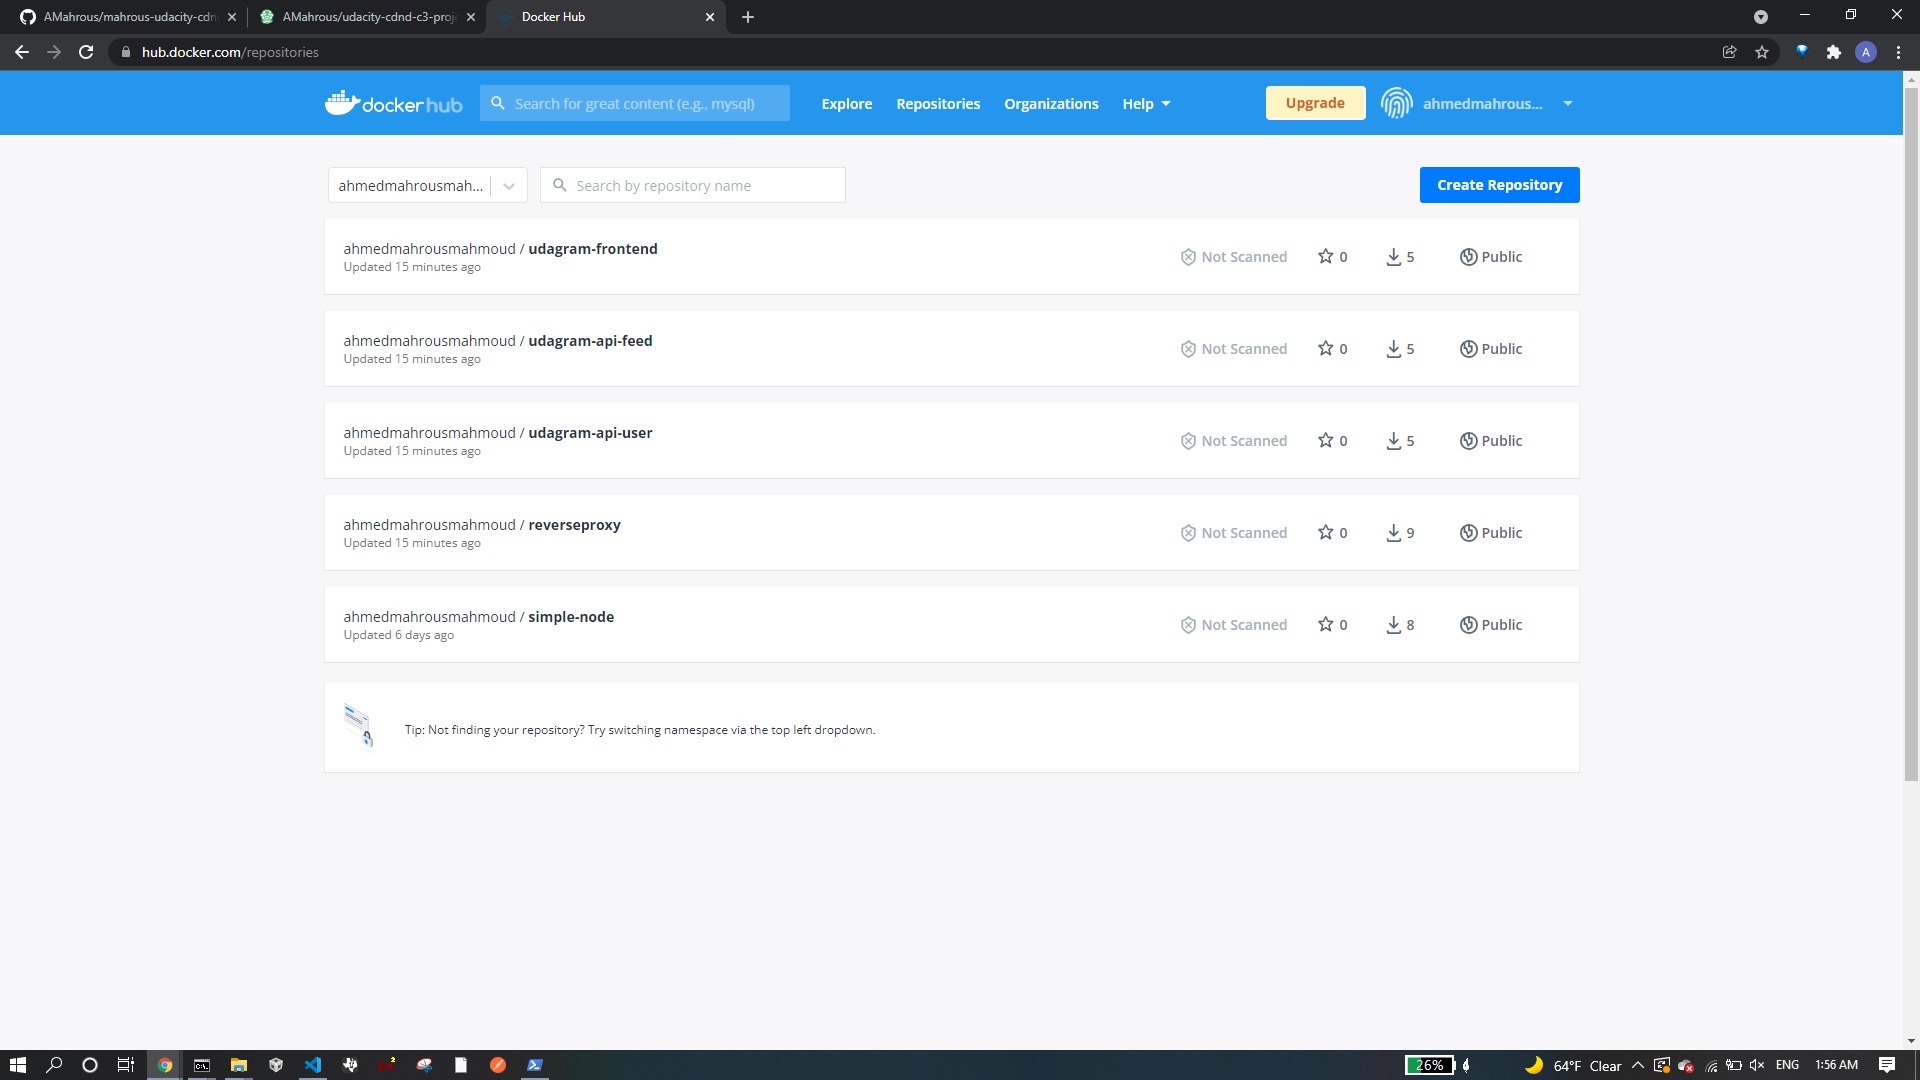 AMahrous/mahrous-udacity-cdn
AMahrous/udacity-cdnd-c3-proje
Docker Hub
hub.docker.com/repositories
A
docker hub
Search for great content (e.g., mysql)
Explore
Repositories
Organizations
Help
Upgrade
ahmedmahrous...
ahmedmahrousmah...
Search by repository name
Create Repository
ahmedmahrousmahmoud / udagram-frontend
Updated 15 minutes ago
Not Scanned
0
5
Public
ahmedmahrousmahmoud / udagram-api-feed
Updated 15 minutes ago
Not Scanned
0
5
Public
ahmedmahrousmahmoud / udagram-api-user
Updated 15 minutes ago
Not Scanned
0
5
Public
ahmedmahrousmahmoud / reverseproxy
Updated 15 minutes ago
Not Scanned
0
9
Public
ahmedmahrousmahmoud / simple-node
Updated 6 days ago
Not Scanned
0
8
Public
Tip: Not finding your repository? Try switching namespace via the top left dropdown.
26%
64°F Clear
ENG
1:56 AM